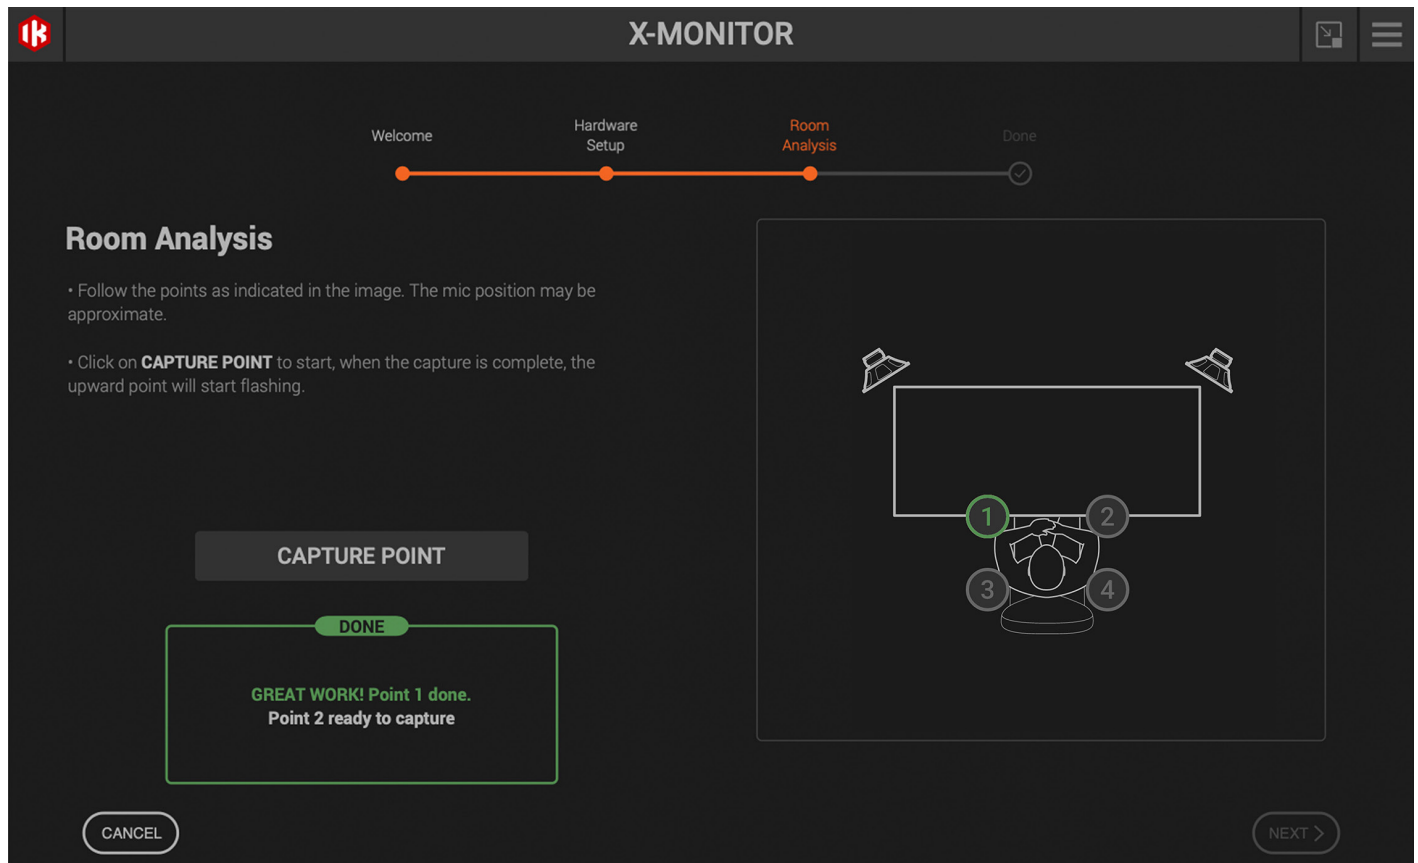 IK
X-MONITOR
Welcome
Hardware
Setup
Room
Analysis
Done
Room Analysis
• Follow the points as indicated in the image. The mic position may be
approximate.
• Click on CAPTURE POINT to start, when the capture is complete, the
upward point will start flashing.
CAPTURE POINT
DONE
GREAT WORK! Point 1 done.
Point 2 ready to capture
1
2
3
4
CANCEL
NEXT >